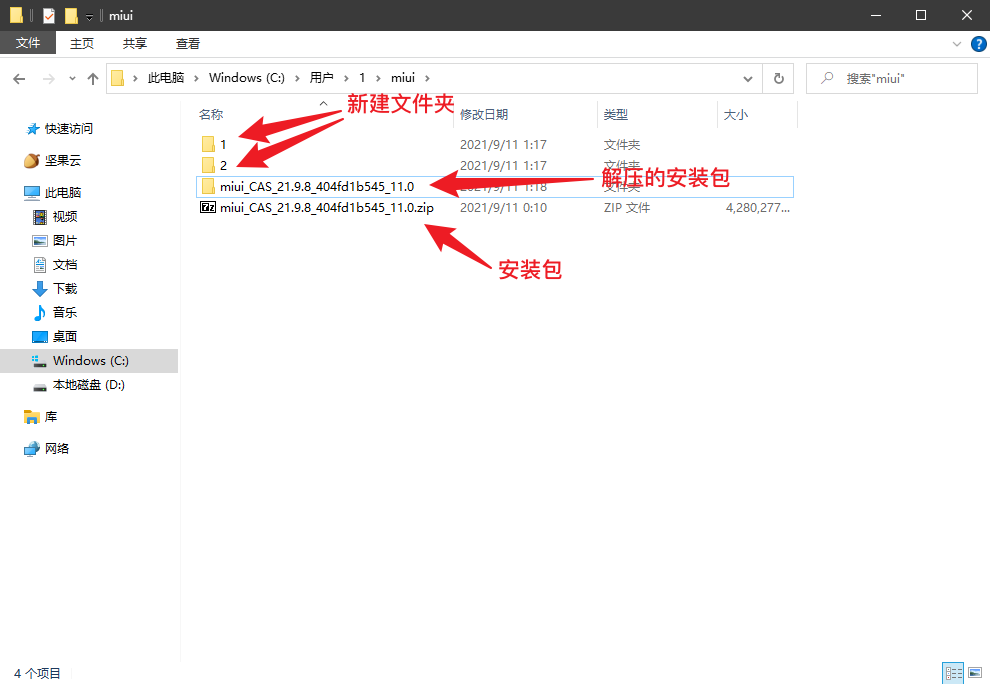 miui
文件 主页 共享 查看
此电脑 Windows (C:) 用户 1 miui 搜索"miui"
名称 修改日期 类型 大小
新建文件夹
1 2021/9/11 1:17 文件夹
2 2021/9/11 1:17 文件夹
miui_CAS_21.9.8_404fd1b545_11.0 2021/9/11 1:18 文件夹
解压的安装包
miui_CAS_21.9.8_404fd1b545_11.0.zip 2021/9/11 0:10 ZIP 文件 4,280,277...
安装包
快速访问
坚果云
此电脑
视频
图片
文档
下载
音乐
桌面
Windows (C:)
本地磁盘 (D:)
库
网络
4 个项目